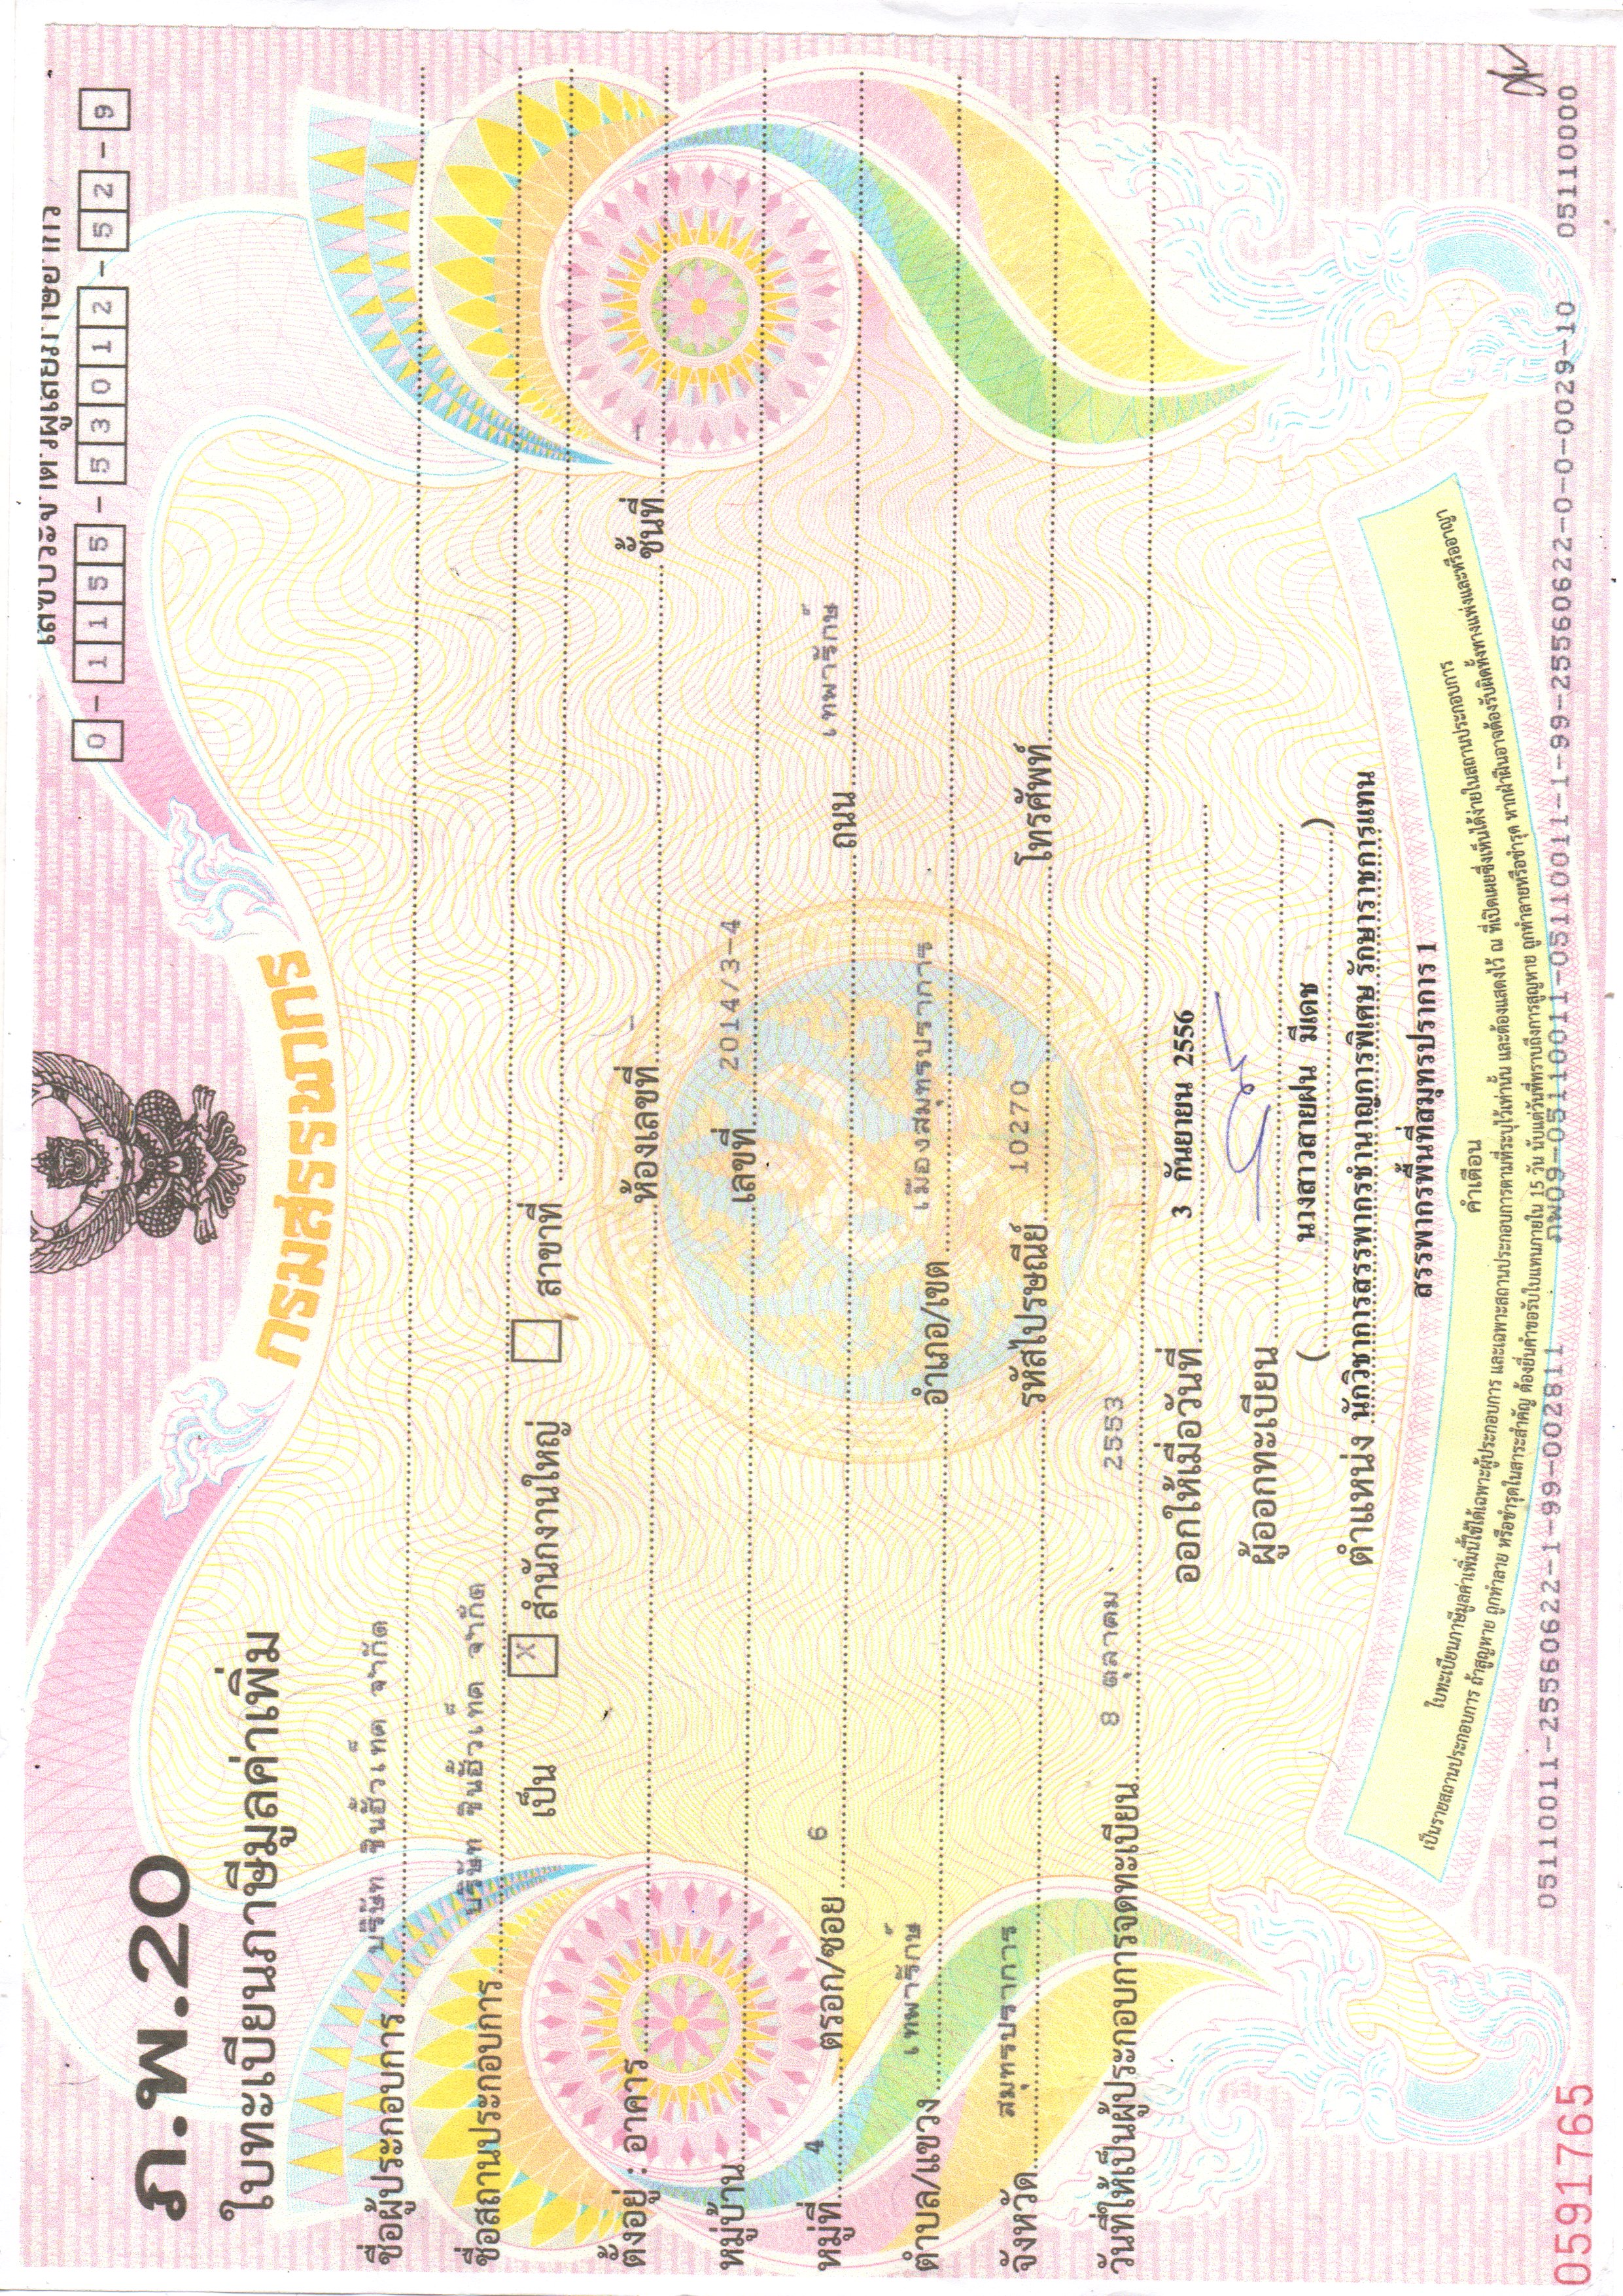 ภ.พ.20
ใบทะเบียนภาษีมูลค่าเพิ่ม
กรมสรรพากร
เลขประจำตัวผู้เสียภาษีอากร
0-1155-53012-52-9
ชื่อผู้ประกอบการ บริษัท ชินฮัวเท็ค จำกัด
ชื่อสถานประกอบการ บริษัท ชินฮัวเท็ค จำกัด
เป็น X สำนักงานใหญ่ สาขาที่
ตั้งอยู่ : อาคาร ห้องเลขที่ - ชั้นที่ -
หมู่บ้าน เลขที่ 2014/3-4
หมู่ที่ 4 ตรอก/ซอย 6 ถนน เทพารักษ์
ตำบล/แขวง เทพารักษ์ อำเภอ/เขต เมืองสมุทรปราการ
จังหวัด สมุทรปราการ รหัสไปรษณีย์ 10270 โทรศัพท์
วันที่ให้เป็นผู้ประกอบการจดทะเบียน 8 ตุลาคม 2553
ออกให้เมื่อวันที่ 3 กันยายน 2556
ผู้ออกทะเบียน
( นางสาวสายฝน มีเดช )
ตำแหน่ง นักวิชาการสรรพากรชำนาญการพิเศษ รักษาราชการแทน
สรรพากรพื้นที่สมุทรปราการ 1
คำเตือน
ใบทะเบียนภาษีมูลค่าเพิ่มนี้ใช้ได้เฉพาะผู้ประกอบการ และเฉพาะสถานประกอบการตามที่ระบุไว้เท่านั้น และต้องแสดงไว้ ณ ที่เปิดเผยซึ่งเห็นได้ง่ายในสถานประกอบการ
เป็นรายสถานประกอบการ ถ้าสูญหาย ถูกทำลาย หรือชำรุดในสาระสำคัญ ต้องยื่นคำขอรับใบแทนภายใน 15 วัน นับแต่วันที่ทราบถึงการสูญหาย ถูกทำลายหรือชำรุด หากฝ่าฝืนอาจต้องรับผิดทั้งทางแพ่งและหรืออาญา
05110011-25560622-1-99-002811 ภพ09-05110011-05110011-1-99-25560622-0-0-0029-10 05110000
0591765